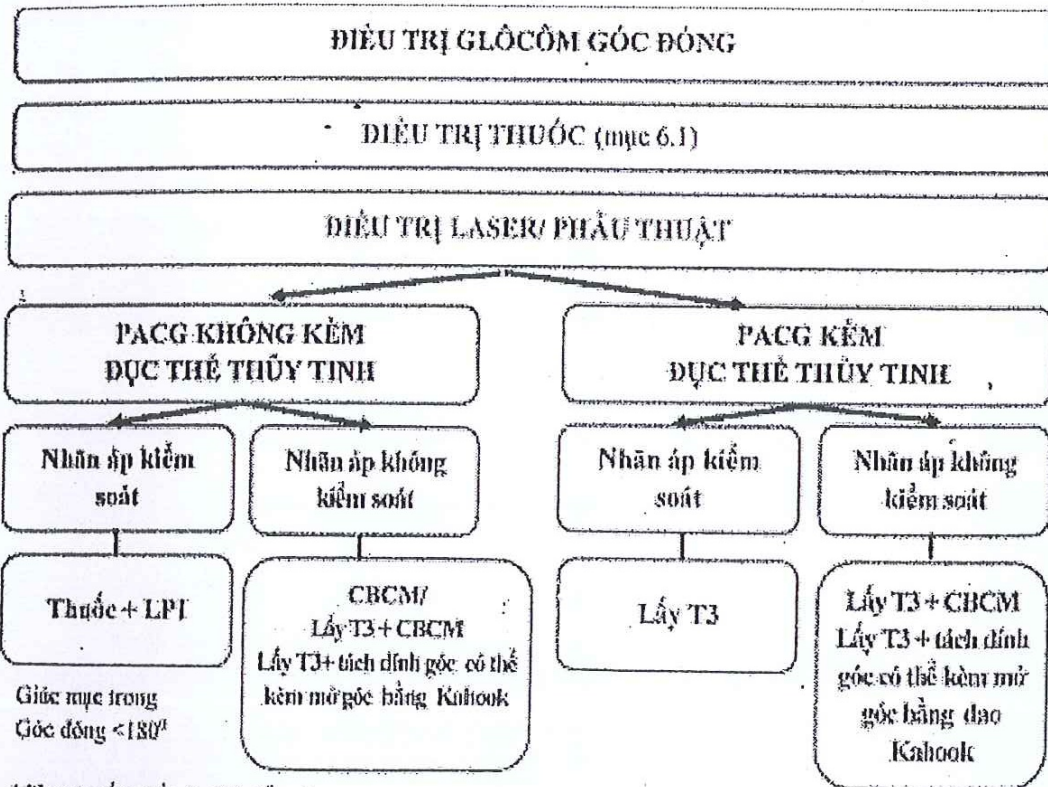 ĐIỀU TRỊ GLÔCÔM GÓC ĐÓNG
ĐIỀU TRỊ THUỐC (mục 6.1)
ĐIỀU TRỊ LASER/ PHẪU THUẬT
PACG KHÔNG KÈM
ĐỤC THỂ THỦY TINH
PACG KÈM
ĐỤC THỂ THỦY TINH
Nhãn áp kiểm
soát
Nhãn áp không
kiểm soát
Nhãn áp kiểm
soát
Nhãn áp không
kiểm soát
Thuốc + LPI
CBCM/
Lấy T3 + CBCM
Lấy T3+ tách dính góc có thể
kèm mở góc bằng Kahook
Lấy T3
Lấy T3 + CBCM
Lấy T3 + tách dính
góc có thể kèm mở
góc bằng dao
Kahook
Giác mạc trong
Góc đóng <180⁰